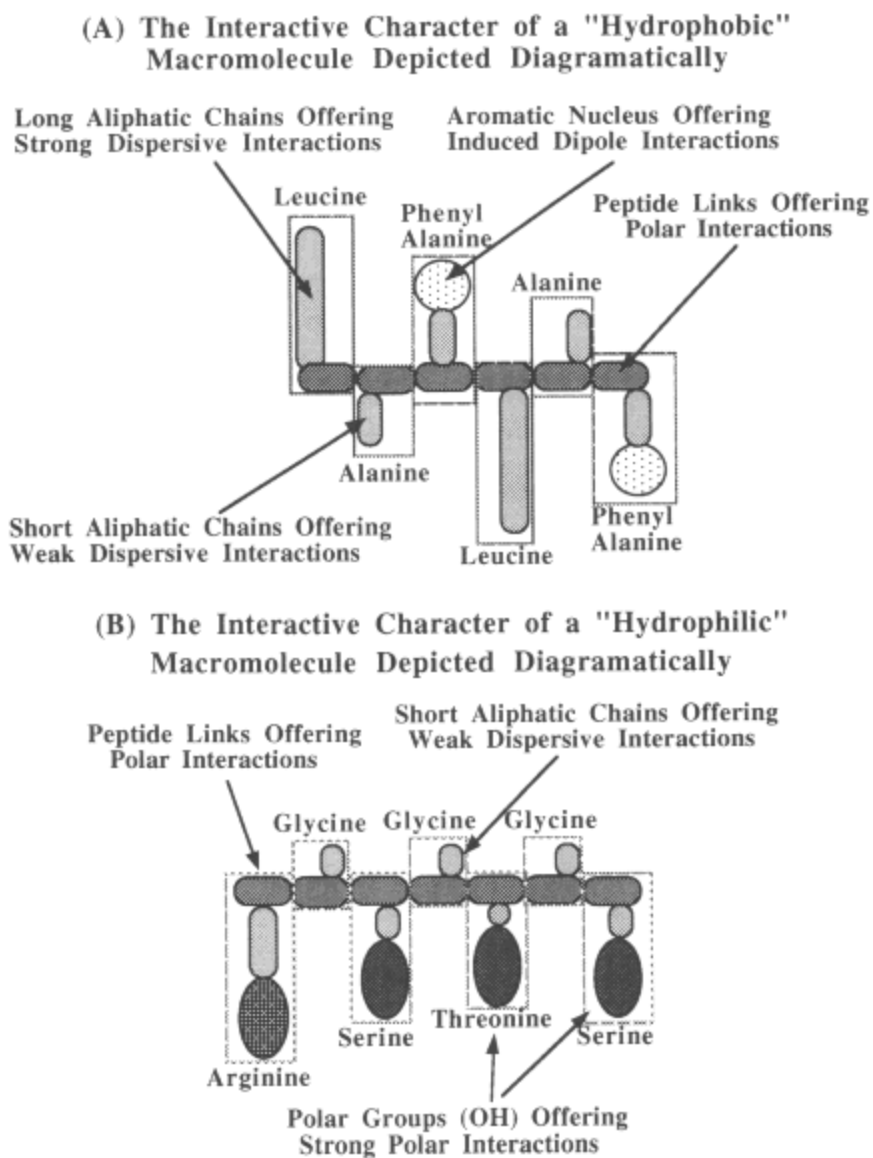 (A) The Interactive Character of a "Hydrophobic"
Macromolecule Depicted Diagramatically
Long Aliphatic Chains Offering
Strong Dispersive Interactions
Aromatic Nucleus Offering
Induced Dipole Interactions
Leucine
Phenyl
Alanine
Peptide Links Offering
Polar Interactions
Alanine
Alanine
Short Aliphatic Chains Offering
Weak Dispersive Interactions
Leucine
Phenyl
Alanine
(B) The Interactive Character of a "Hydrophilic"
Macromolecule Depicted Diagramatically
Peptide Links Offering
Polar Interactions
Short Aliphatic Chains Offering
Weak Dispersive Interactions
Glycine
Glycine
Glycine
Arginine
Serine
Threonine
Serine
Polar Groups (OH) Offering
Strong Polar Interactions